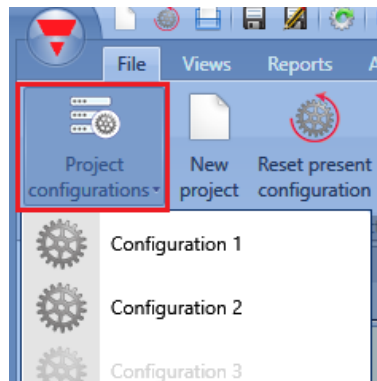 File Views Reports A
Project configurations
New project
Reset present configuration
Configuration 1
Configuration 2
Configuration 3